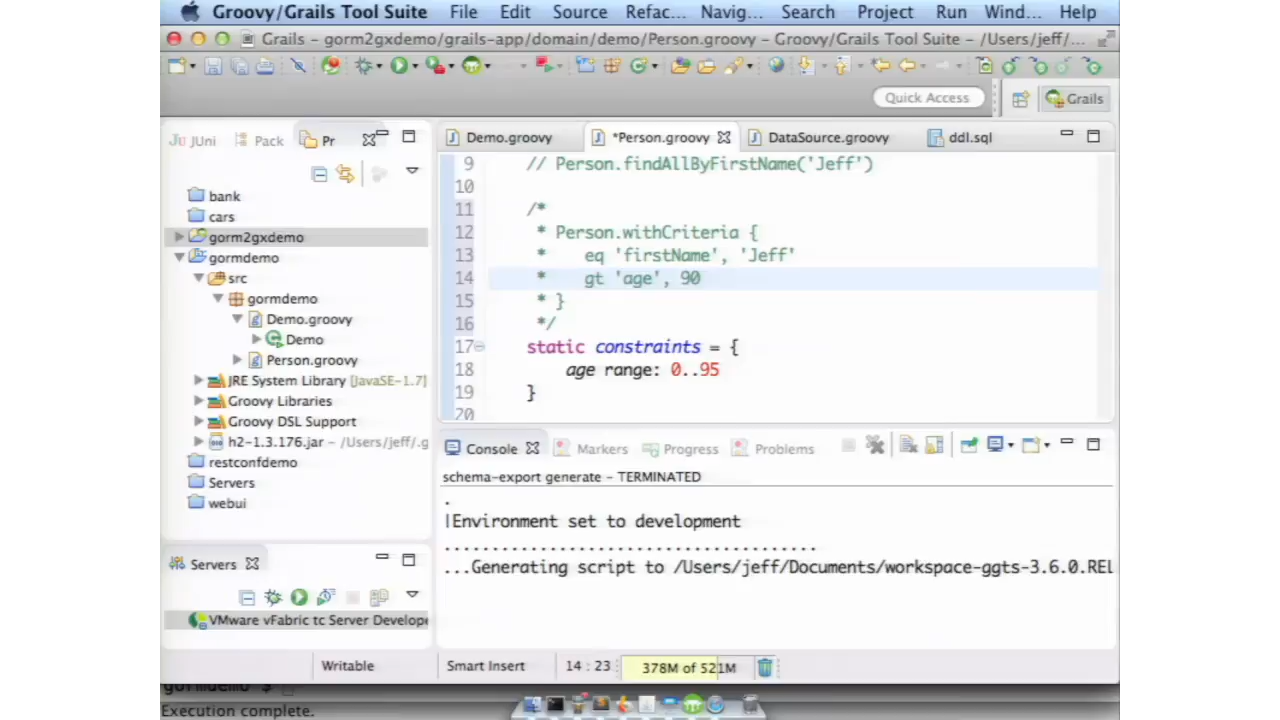 Groovy/Grails Tool Suite File Edit Source Refac... Navig... Search Project Run Wind... Help
Grails - gorm2gxdemo/grails-app/domain/demo/Person.groovy - Groovy/Grails Tool Suite - /Users/jeff/...
Quick Access
Grails
JUni
Pack
Pr
bank
cars
gorm2gxdemo
gormdemo
src
gormdemo
Demo.groovy
Demo
Person.groovy
JRE System Library [JavaSE-1.7]
Groovy Libraries
Groovy DSL Support
h2-1.3.176.jar - /Users/jeff/.g
restconfdemo
Servers
webui
Servers
VMware vFabric tc Server Develope
Demo.groovy
*Person.groovy
DataSource.groovy
ddl.sql
9 // Person.findAllByFirstName('Jeff')
10
11 /*
12 * Person.withCriteria {
13 * eq 'firstName', 'Jeff'
14 * gt 'age', 90
15 * }
16 */
17 static constraints = {
18 age range: 0..95
19 }
20
Console
Markers
Progress
Problems
schema-export generate - TERMINATED
.
|Environment set to development
.......................................
...Generating script to /Users/jeff/Documents/workspace-ggts-3.6.0.REL
Writable
Smart Insert
14 : 23
378M of 521M
gormdemo $
Execution complete.